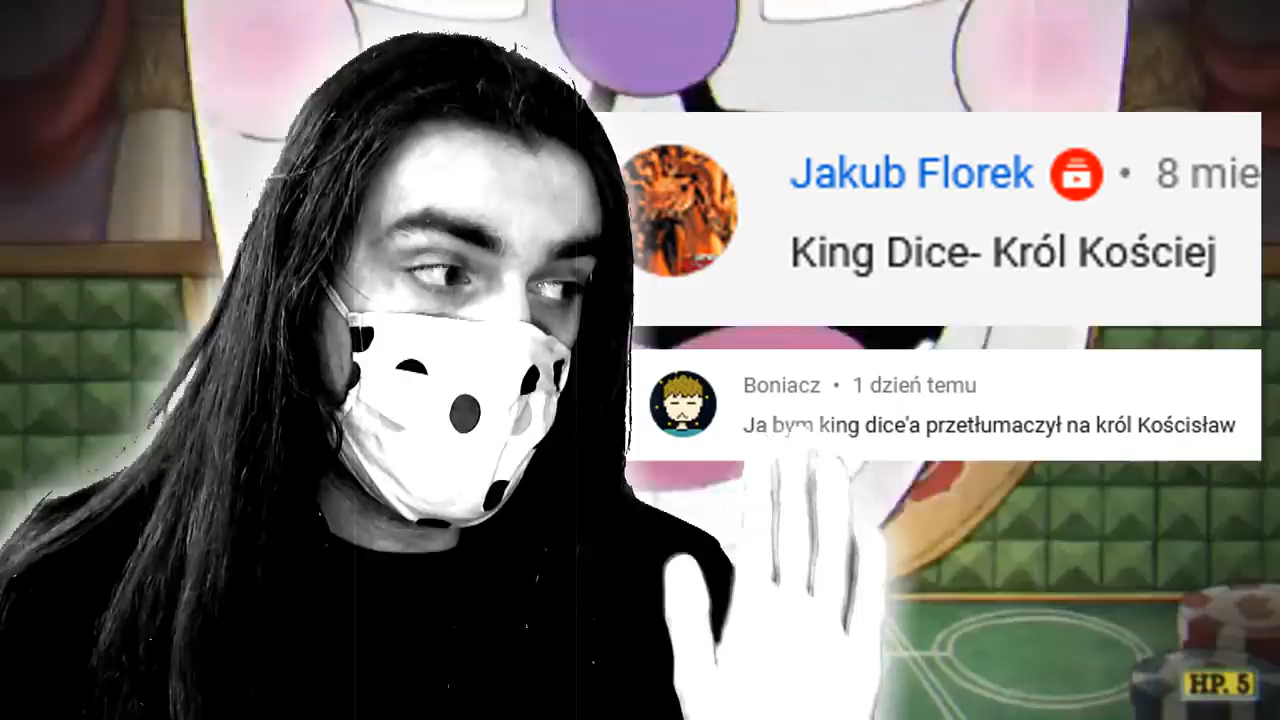 Jakub Florek • 8 mie
King Dice- Król Kościej
Boniacz • 1 dzień temu
Ja bym king dice'a przetłumaczył na król Kościsław
HP. 5